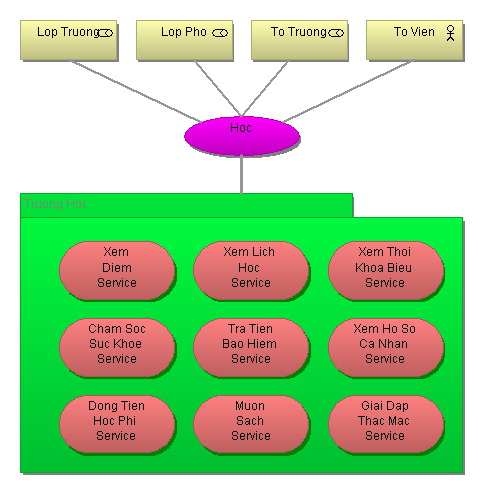 Lop Truong
Lop Pho
To Truong
To Vien
Hoc
Truong Hoc
Xem
Diem
Service
Xem Lich
Hoc
Service
Xem Thoi
Khoa Bieu
Service
Cham Soc
Suc Khoe
Service
Tra Tien
Bao Hiem
Service
Xem Ho So
Ca Nhan
Service
Dong Tien
Hoc Phi
Service
Muon
Sach
Service
Giai Dap
Thac Mac
Service